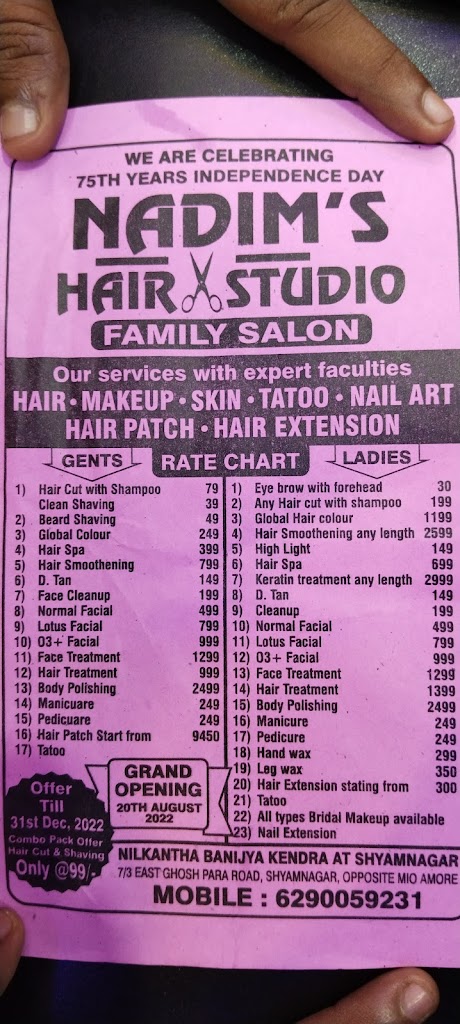 WE ARE CELEBRATING
75TH YEARS INDEPENDENCE DAY
NADIM'S
HAIR STUDIO
FAMILY SALON
Our services with expert faculties
HAIR • MAKEUP • SKIN • TATOO • NAIL ART
HAIR PATCH • HAIR EXTENSION
GENTS RATE CHART LADIES
1) Hair Cut with Shampoo 79
Clean Shaving 39
2) Beard Shaving 49
3) Global Colour 249
4) Hair Spa 399
5) Hair Smoothening 799
6) D. Tan 149
7) Face Cleanup 199
8) Normal Facial 499
9) Lotus Facial 799
10) O3+ Facial 999
11) Face Treatment 1299
12) Hair Treatment 999
13) Body Polishing 2499
14) Manicuare 249
15) Pedicuare 249
16) Hair Patch Start from 9450
17) Tatoo
1) Eye brow with forehead 30
2) Any Hair cut with shampoo 199
3) Global Hair colour 1199
4) Hair Smoothening any length 2599
5) High Light 149
6) Hair Spa 699
7) Keratin treatment any length 2999
8) D. Tan 149
9) Cleanup 199
10) Normal Facial 499
11) Lotus Facial 799
12) O3+ Facial 999
13) Face Treatment 1299
14) Hair Treatment 1399
15) Body Polishing 2499
16) Manicure 249
17) Pedicure 249
18) Hand wax 299
19) Leg wax 350
20) Hair Extension stating from 300
21) Tatoo
22) All types Bridal Makeup available
23) Nail Extension
GRAND
OPENING
20TH AUGUST
2022
Offer
Till
31st Dec, 2022
Combo Pack Offer
Hair Cut & Shaving
Only @99/-
NILKANTHA BANIJYA KENDRA AT SHYAMNAGAR
7/3 EAST GHOSH PARA ROAD, SHYAMNAGAR, OPPOSITE MIO AMORE
MOBILE : 6290059231